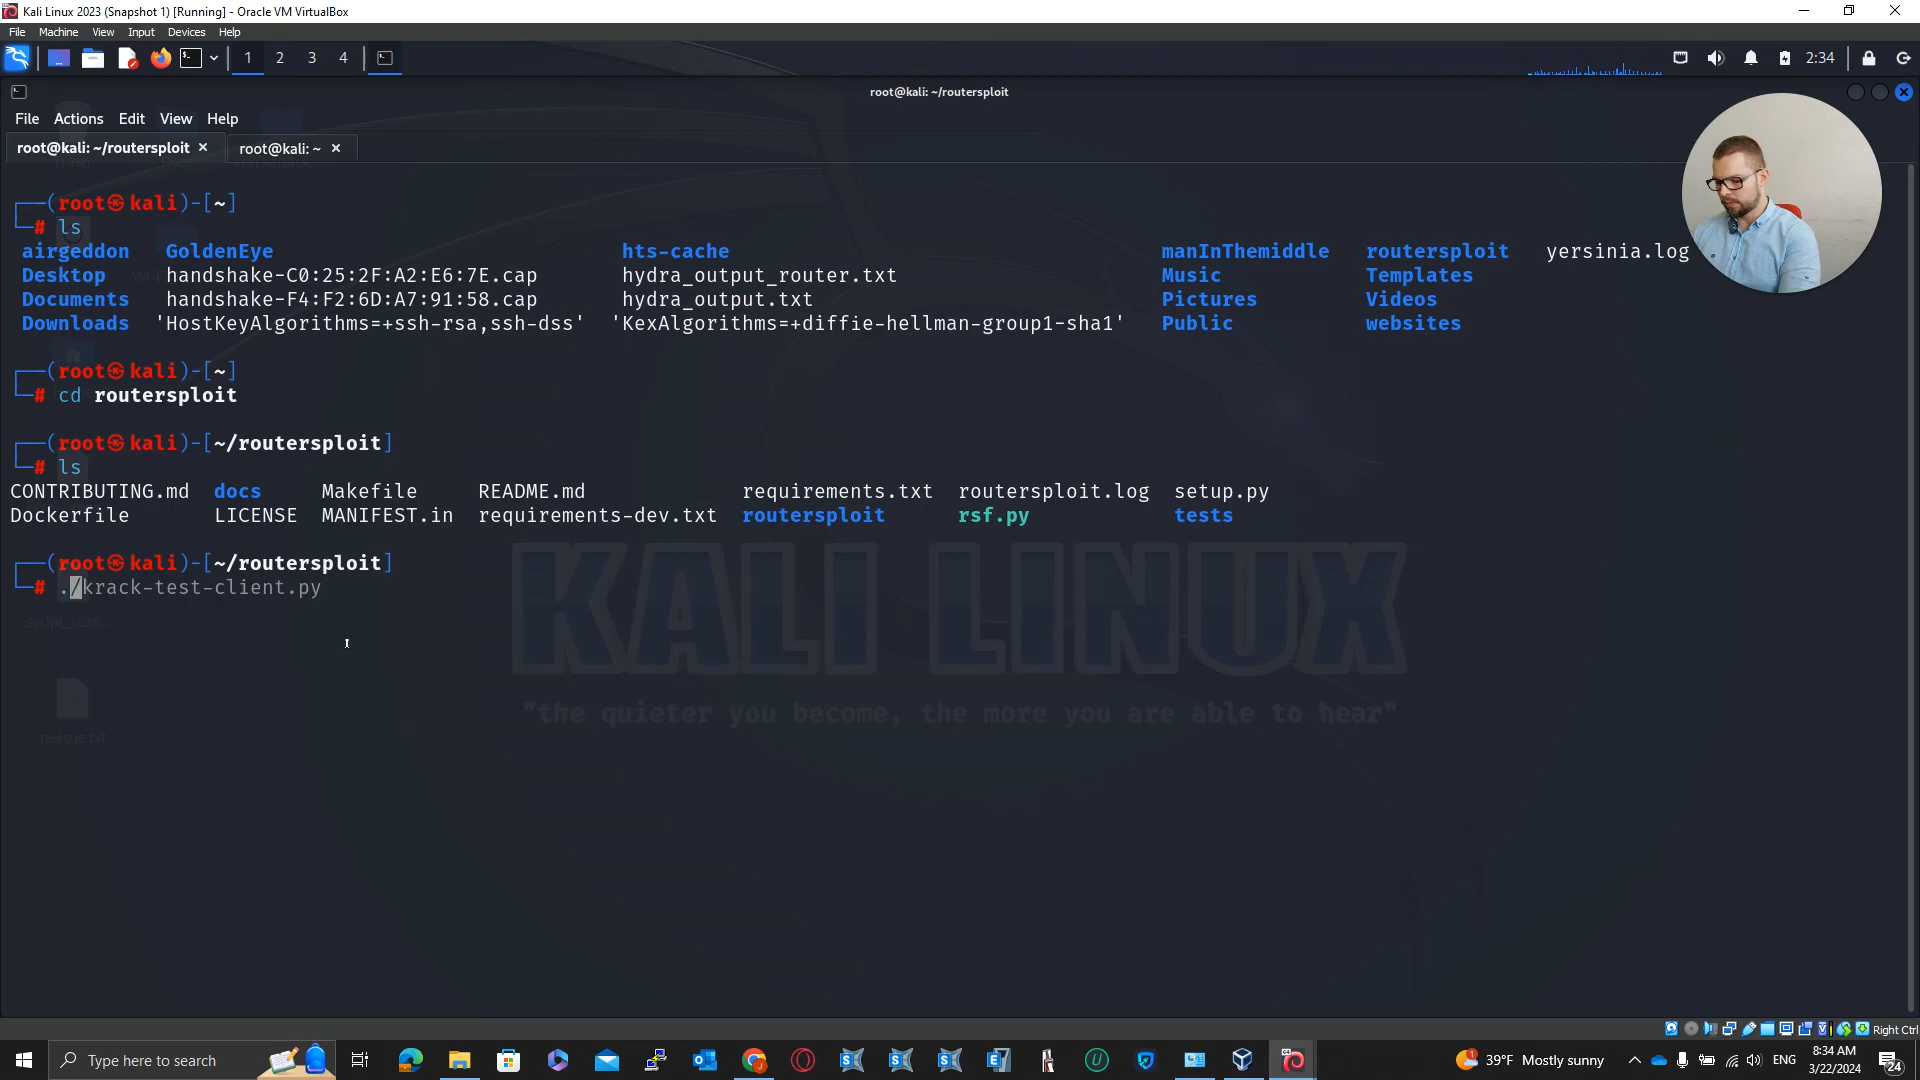 Kali Linux 2023 (Snapshot 1) [Running] - Oracle VM VirtualBox
File Machine View Input Devices Help
1 2 3 4 2:34
root@kali: ~/routersploit
File Actions Edit View Help
root@kali: ~/routersploit × root@kali: ~ ×
┌──(root㉿kali)-[~]
└─# ls
airgeddon GoldenEye hts-cache manInThemiddle routersploit yersinia.log
Desktop handshake-C0:25:2F:A2:E6:7E.cap hydra_output_router.txt Music Templates
Documents handshake-F4:F2:6D:A7:91:58.cap hydra_output.txt Pictures Videos
Downloads 'HostKeyAlgorithms=+ssh-rsa,ssh-dss' 'KexAlgorithms=+diffie-hellman-group1-sha1' Public websites
┌──(root㉿kali)-[~]
└─# cd routersploit
┌──(root㉿kali)-[~/routersploit]
└─# ls
CONTRIBUTING.md docs Makefile README.md requirements.txt routersploit.log setup.py
Dockerfile LICENSE MANIFEST.in requirements-dev.txt routersploit rsf.py tests
┌──(root㉿kali)-[~/routersploit]
└─# ./krack-test-client.py
script_scan...
nessus.txt
KALI LINUX
"the quieter you become, the more you are able to hear"
Right Ctrl
Type here to search
39°F Mostly sunny
ENG
8:34 AM
3/22/2024
24